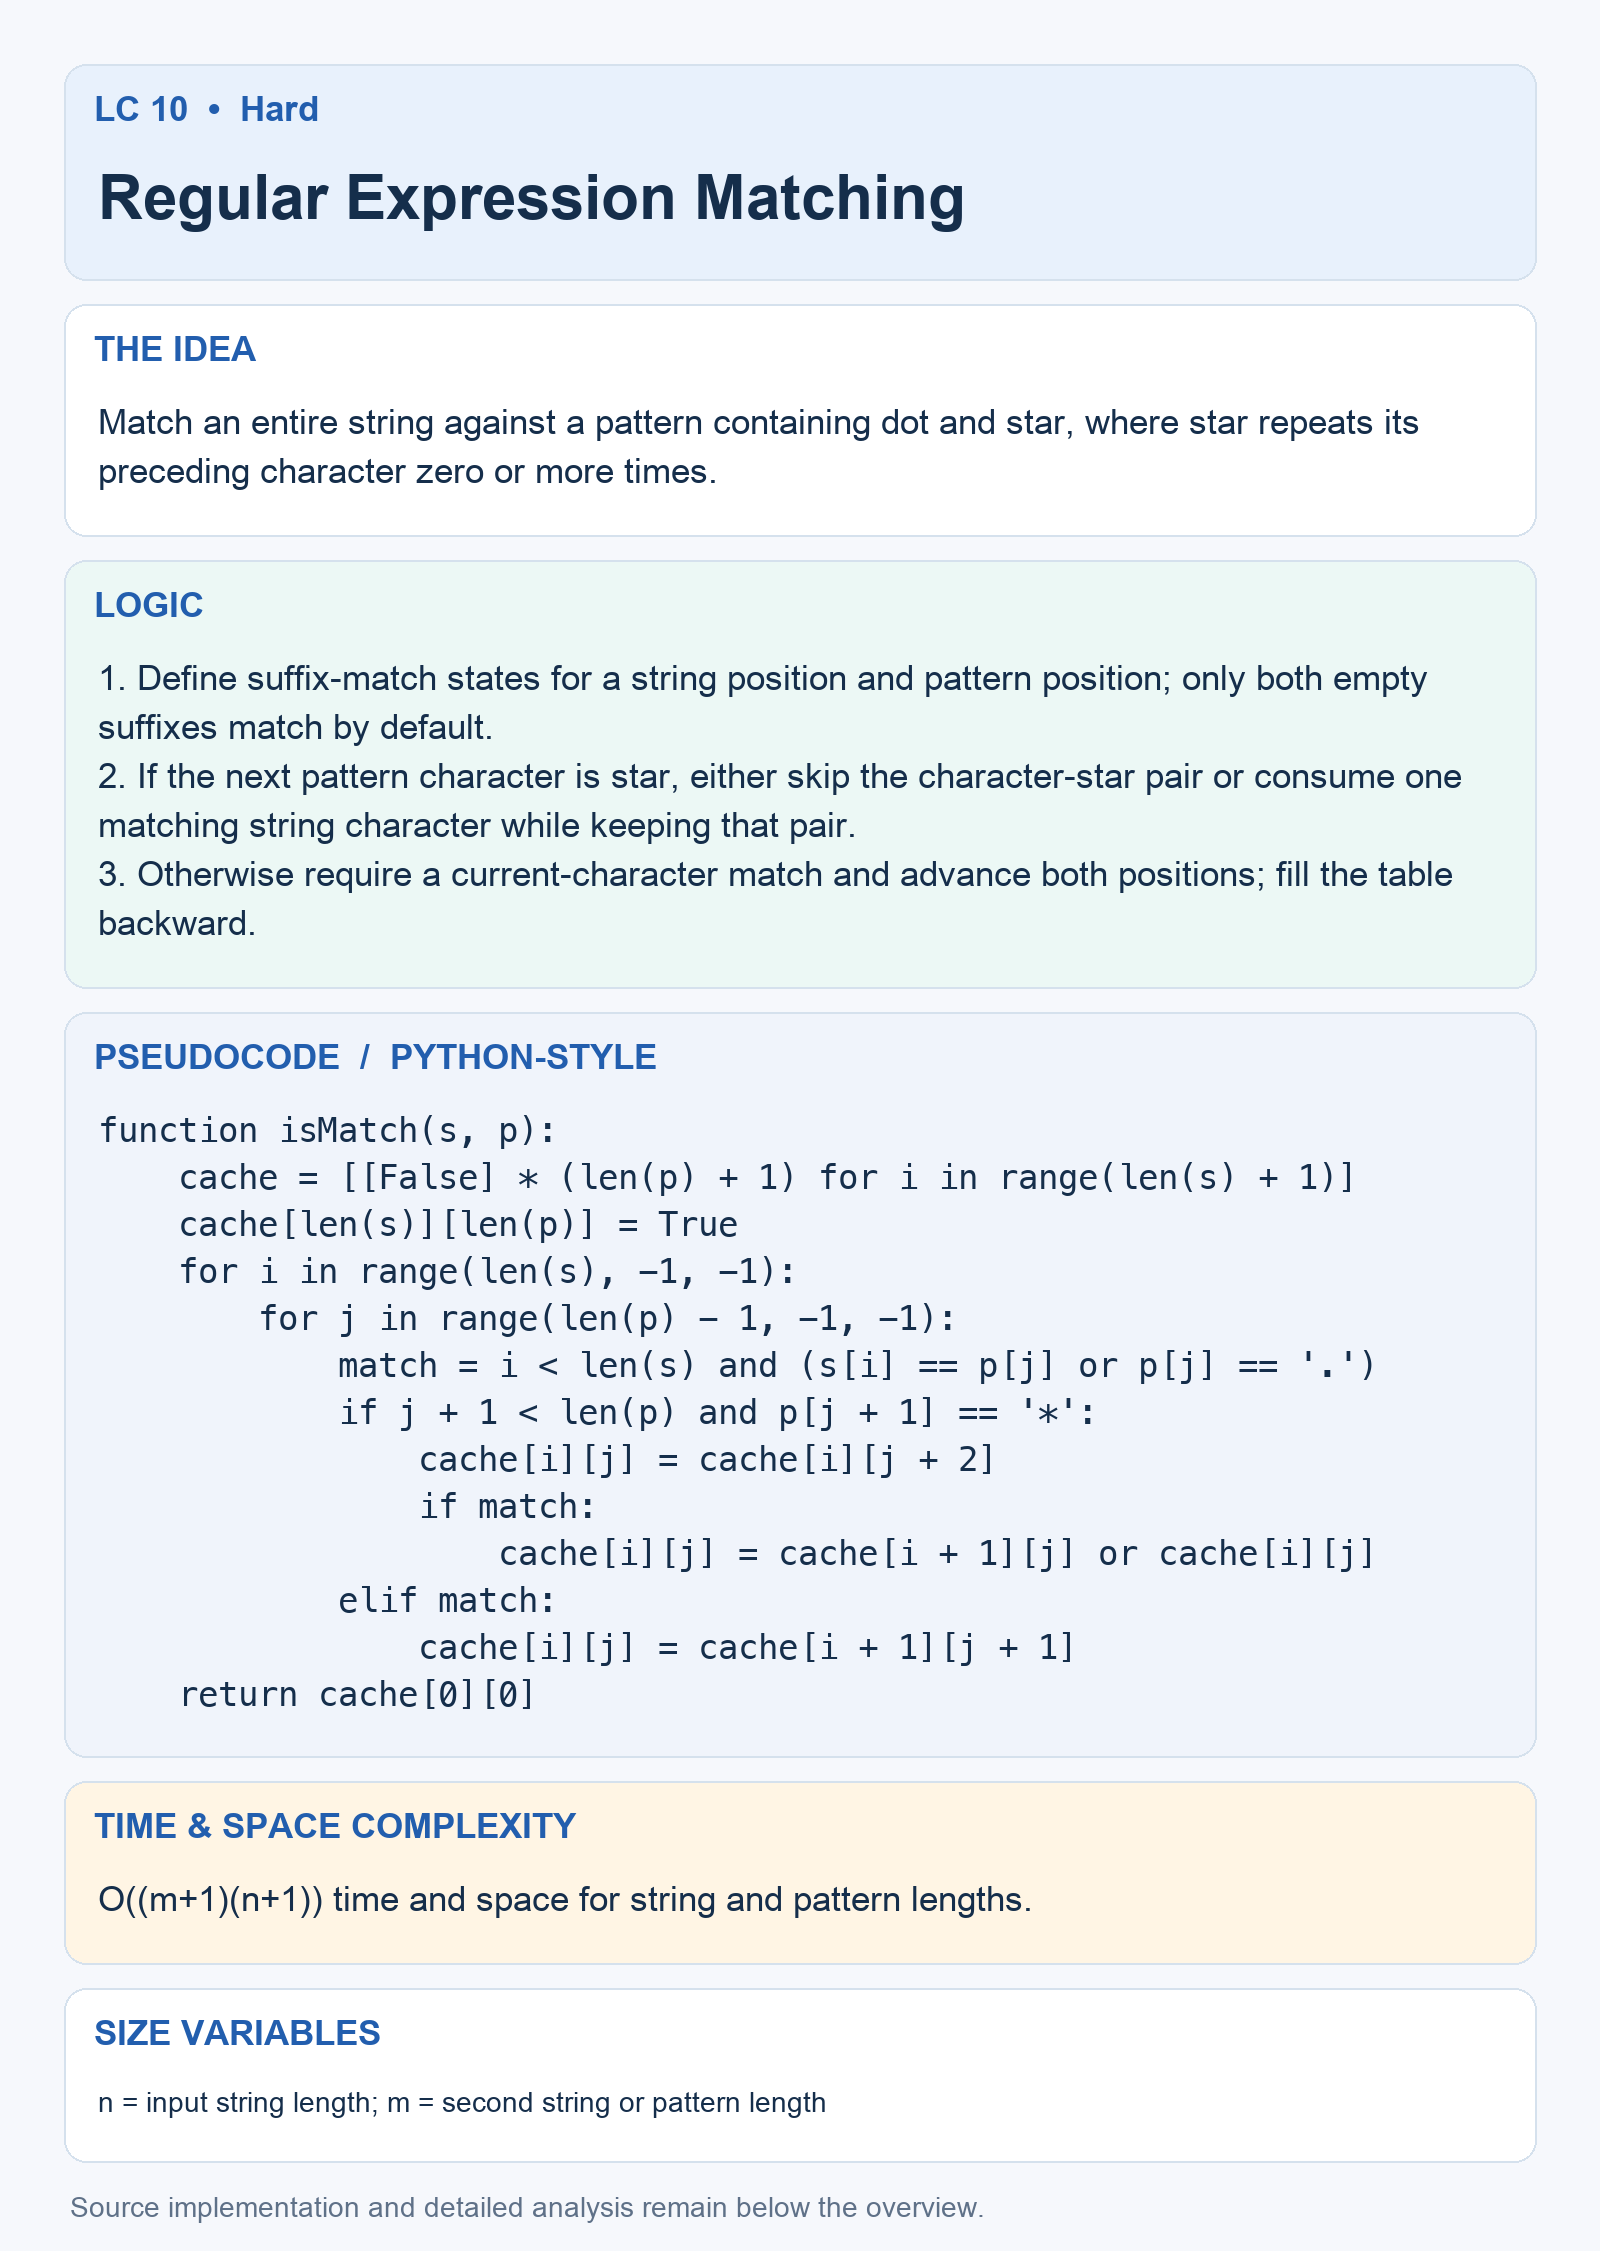 LC 10 • Hard
Regular Expression Matching
THE IDEA
Match an entire string against a pattern containing dot and star, where star repeats its
preceding character zero or more times.
LOGIC
1. Define suffix-match states for a string position and pattern position; only both empty
suffixes match by default.
2. If the next pattern character is star, either skip the character-star pair or consume one
matching string character while keeping that pair.
3. Otherwise require a current-character match and advance both positions; fill the table
backward.
PSEUDOCODE / PYTHON-STYLE
function isMatch(s, p):
    cache = [[False] * (len(p) + 1) for i in range(len(s) + 1)]
    cache[len(s)][len(p)] = True
    for i in range(len(s), -1, -1):
        for j in range(len(p) - 1, -1, -1):
            match = i < len(s) and (s[i] == p[j] or p[j] == '.')
            if j + 1 < len(p) and p[j + 1] == '*':
                cache[i][j] = cache[i][j + 2]
                if match:
                    cache[i][j] = cache[i + 1][j] or cache[i][j]
            elif match:
                cache[i][j] = cache[i + 1][j + 1]
    return cache[0][0]
TIME & SPACE COMPLEXITY
O((m+1)(n+1)) time and space for string and pattern lengths.
SIZE VARIABLES
n = input string length; m = second string or pattern length
Source implementation and detailed analysis remain below the overview.